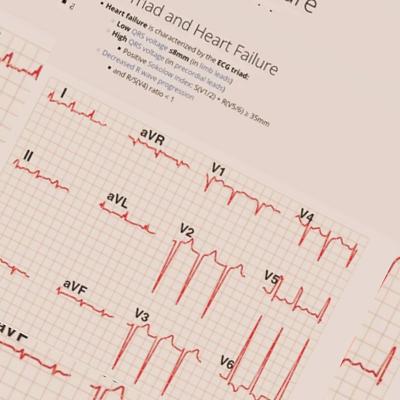 Triad and Heart Failure
Heart failure is characterized by the ECG triad:
Low QRS voltage ≤8mm (in limb leads)
High QRS voltage (in precordial leads)
Positive Sokolow index: S(V1/2) + R(V5/6) ≥ 35mm
Decreased R wave progression
and R/S(V4) ratio < 1
I
aVR
V1
V4
II
aVL
V2
V5
aVF
V3
V6